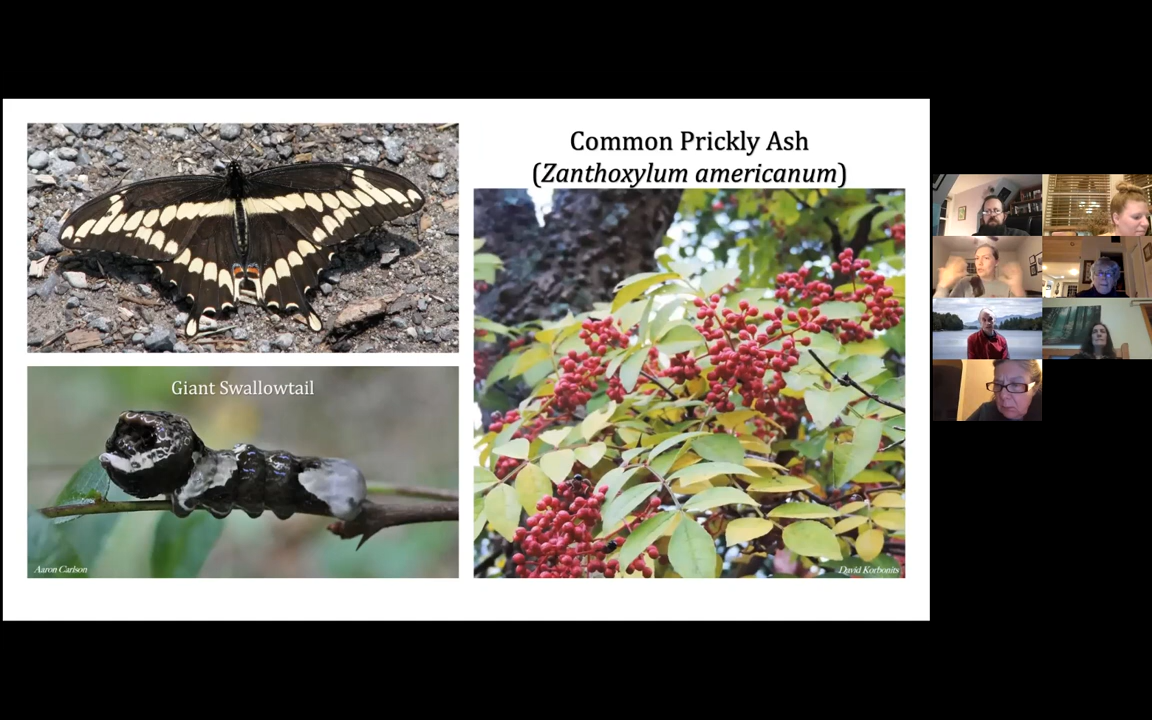 Common Prickly Ash
(Zanthoxylum americanum)
Giant Swallowtail
Aaron Carlson
David Korbonits